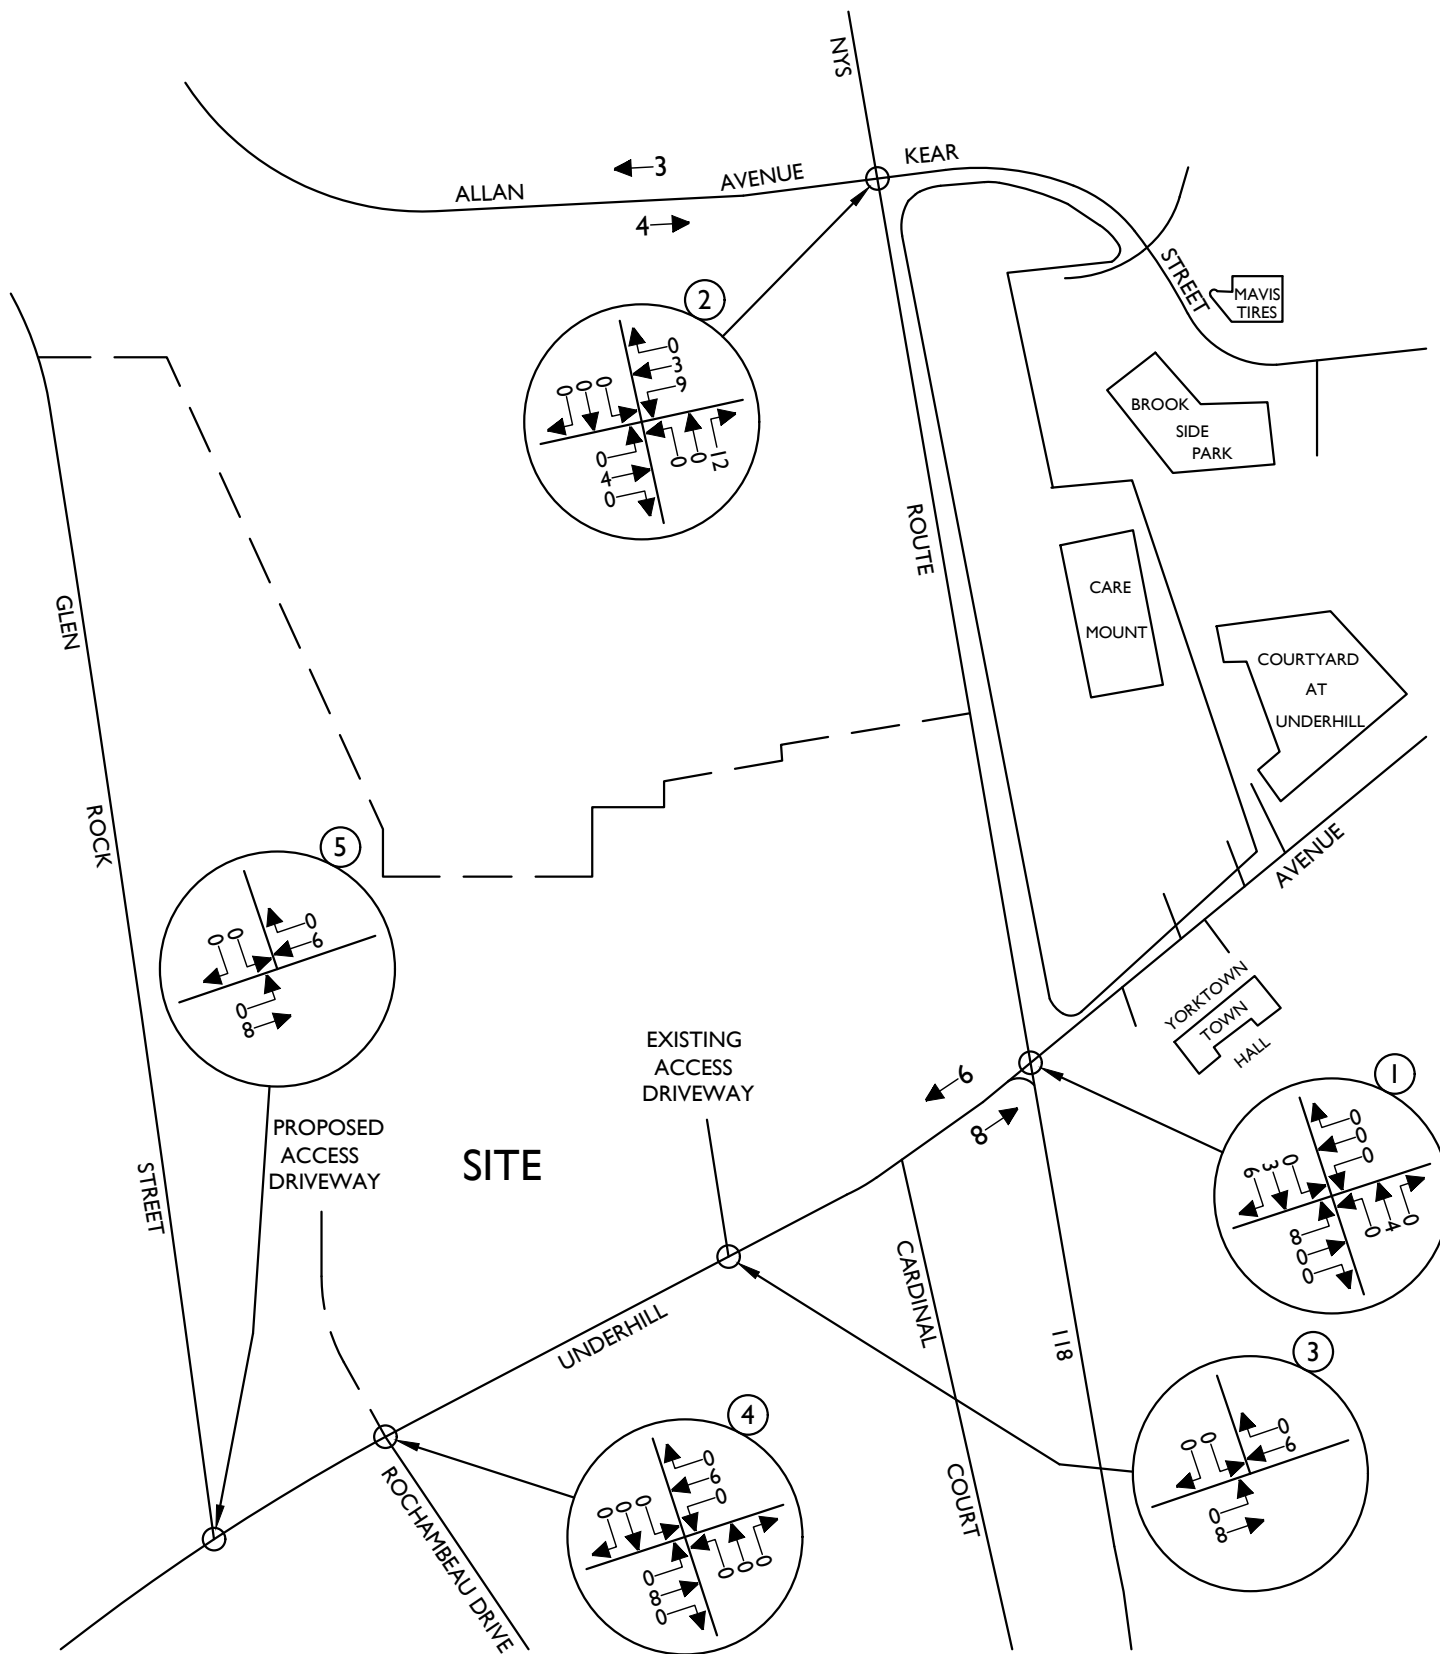 NYS
KEAR
3
ALLAN
AVENUE
4
STREET
MAVIS
TIRES
2
0
3
9
0 0 0
0
4
0
0 0 12
BROOK
SIDE
PARK
ROUTE
CARE
MOUNT
GLEN
COURTYARD
AT
UNDERHILL
ROCK
AVENUE
5
0
6
0 0
0
8
YORKTOWN
TOWN
HALL
EXISTING
ACCESS
DRIVEWAY
6
8
1
0
0
0
6 3 0
8
0
0
0 4 0
PROPOSED
ACCESS
DRIVEWAY
SITE
STREET
CARDINAL
UNDERHILL
118
3
0
6
0 0
0
8
4
0
6
0
0 0 0
0
8
0
0 0 0
COURT
ROCHAMBEAU DRIVE